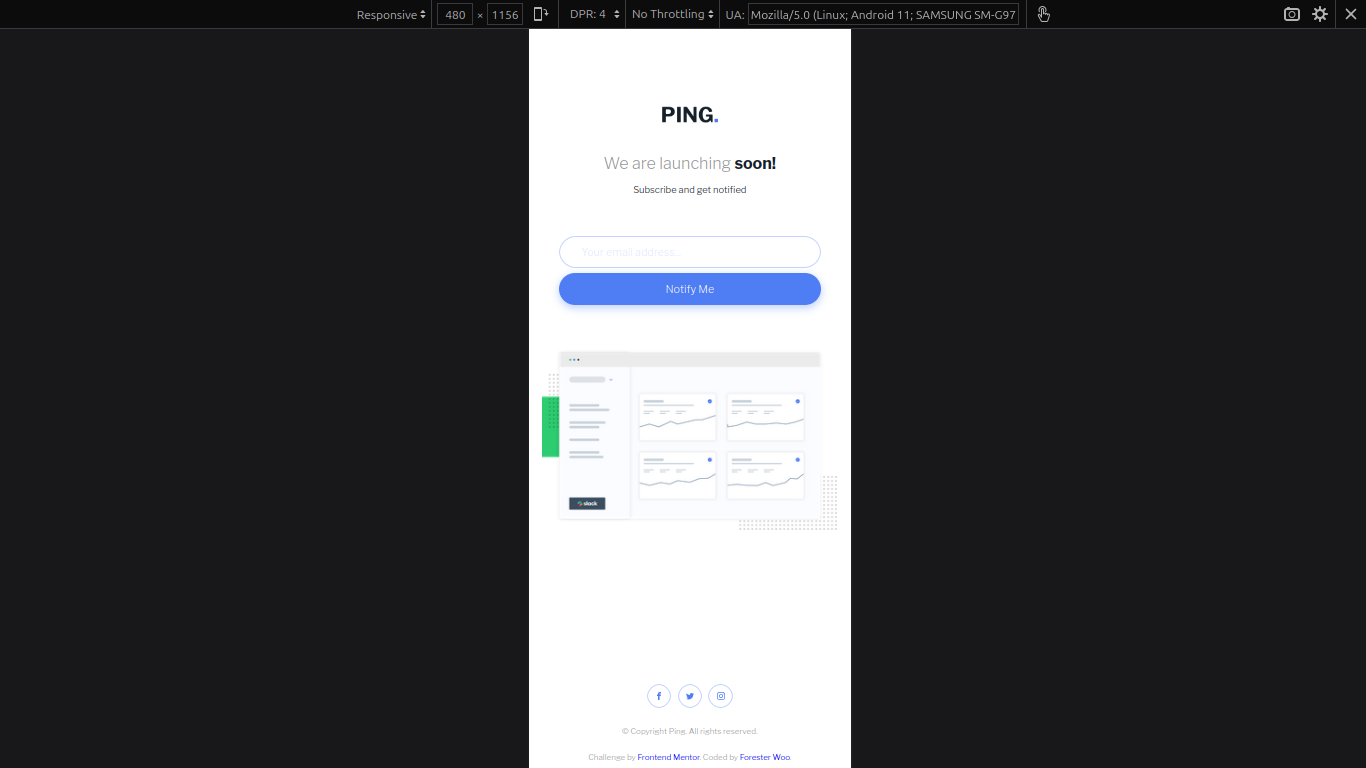 Responsive 480 × 1156 DPR: 4 No Throttling UA: Mozilla/5.0 (Linux; Android 11; SAMSUNG SM-G97
PING.
We are launching soon!
Subscribe and get notified
Your email address..
Notify Me
slack
© Copyright Ping. All rights reserved.
Challenge by Frontend Mentor. Coded by Forester Woo.